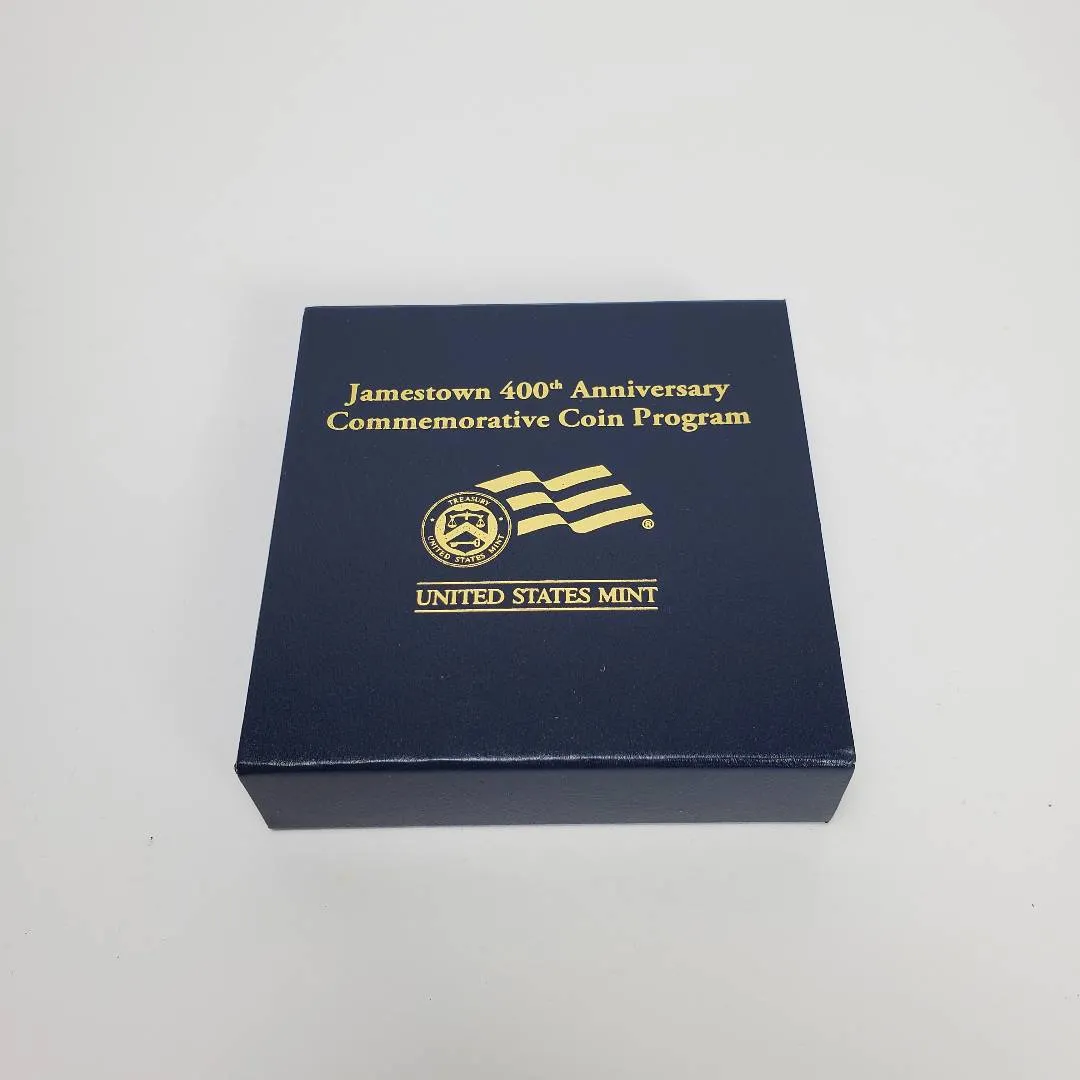 Jamestown 400th Anniversary
Commemorative Coin Program
TREASURY
UNITED STATES MINT
®
UNITED STATES MINT